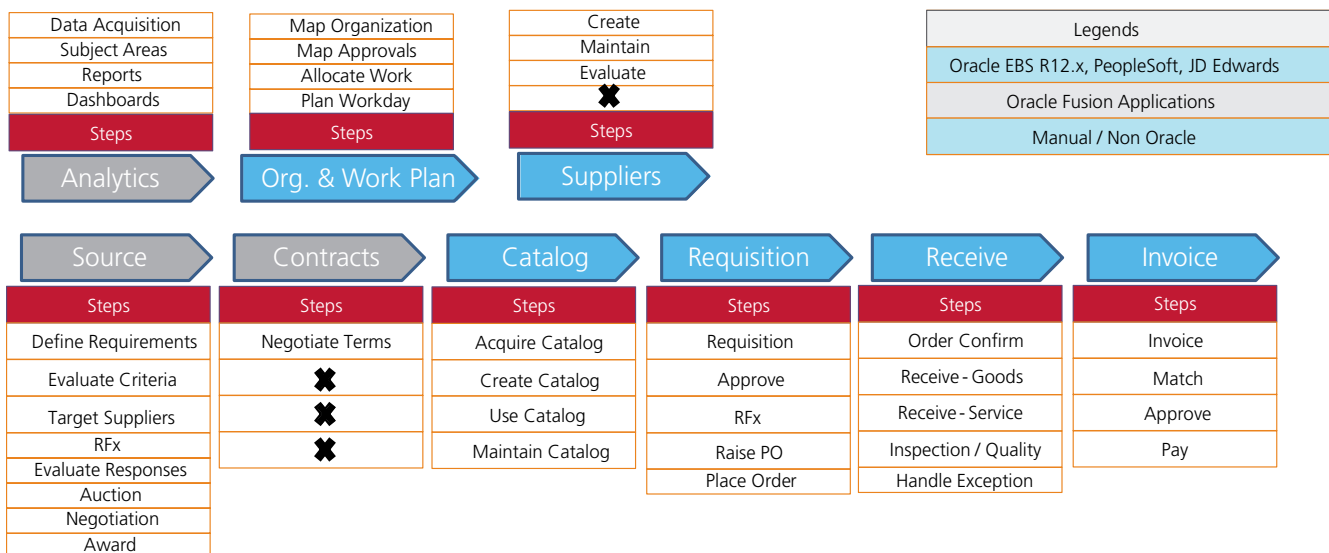 Data Acquisition
Subject Areas
Reports
Dashboards
Steps
Analytics
Map Organization
Map Approvals
Allocate Work
Plan Workday
Steps
Org. & Work Plan
Create
Maintain
Evaluate
Steps
Suppliers
Legends
Oracle EBS R12.x, PeopleSoft, JD Edwards
Oracle Fusion Applications
Manual / Non Oracle
Source
Steps
Define Requirements
Evaluate Criteria
Target Suppliers
RFx
Evaluate Responses
Auction
Negotiation
Award
Contracts
Steps
Negotiate Terms
Catalog
Steps
Acquire Catalog
Create Catalog
Use Catalog
Maintain Catalog
Requisition
Steps
Requisition
Approve
RFx
Raise PO
Place Order
Receive
Steps
Order Confirm
Receive - Goods
Receive - Service
Inspection / Quality
Handle Exception
Invoice
Steps
Invoice
Match
Approve
Pay